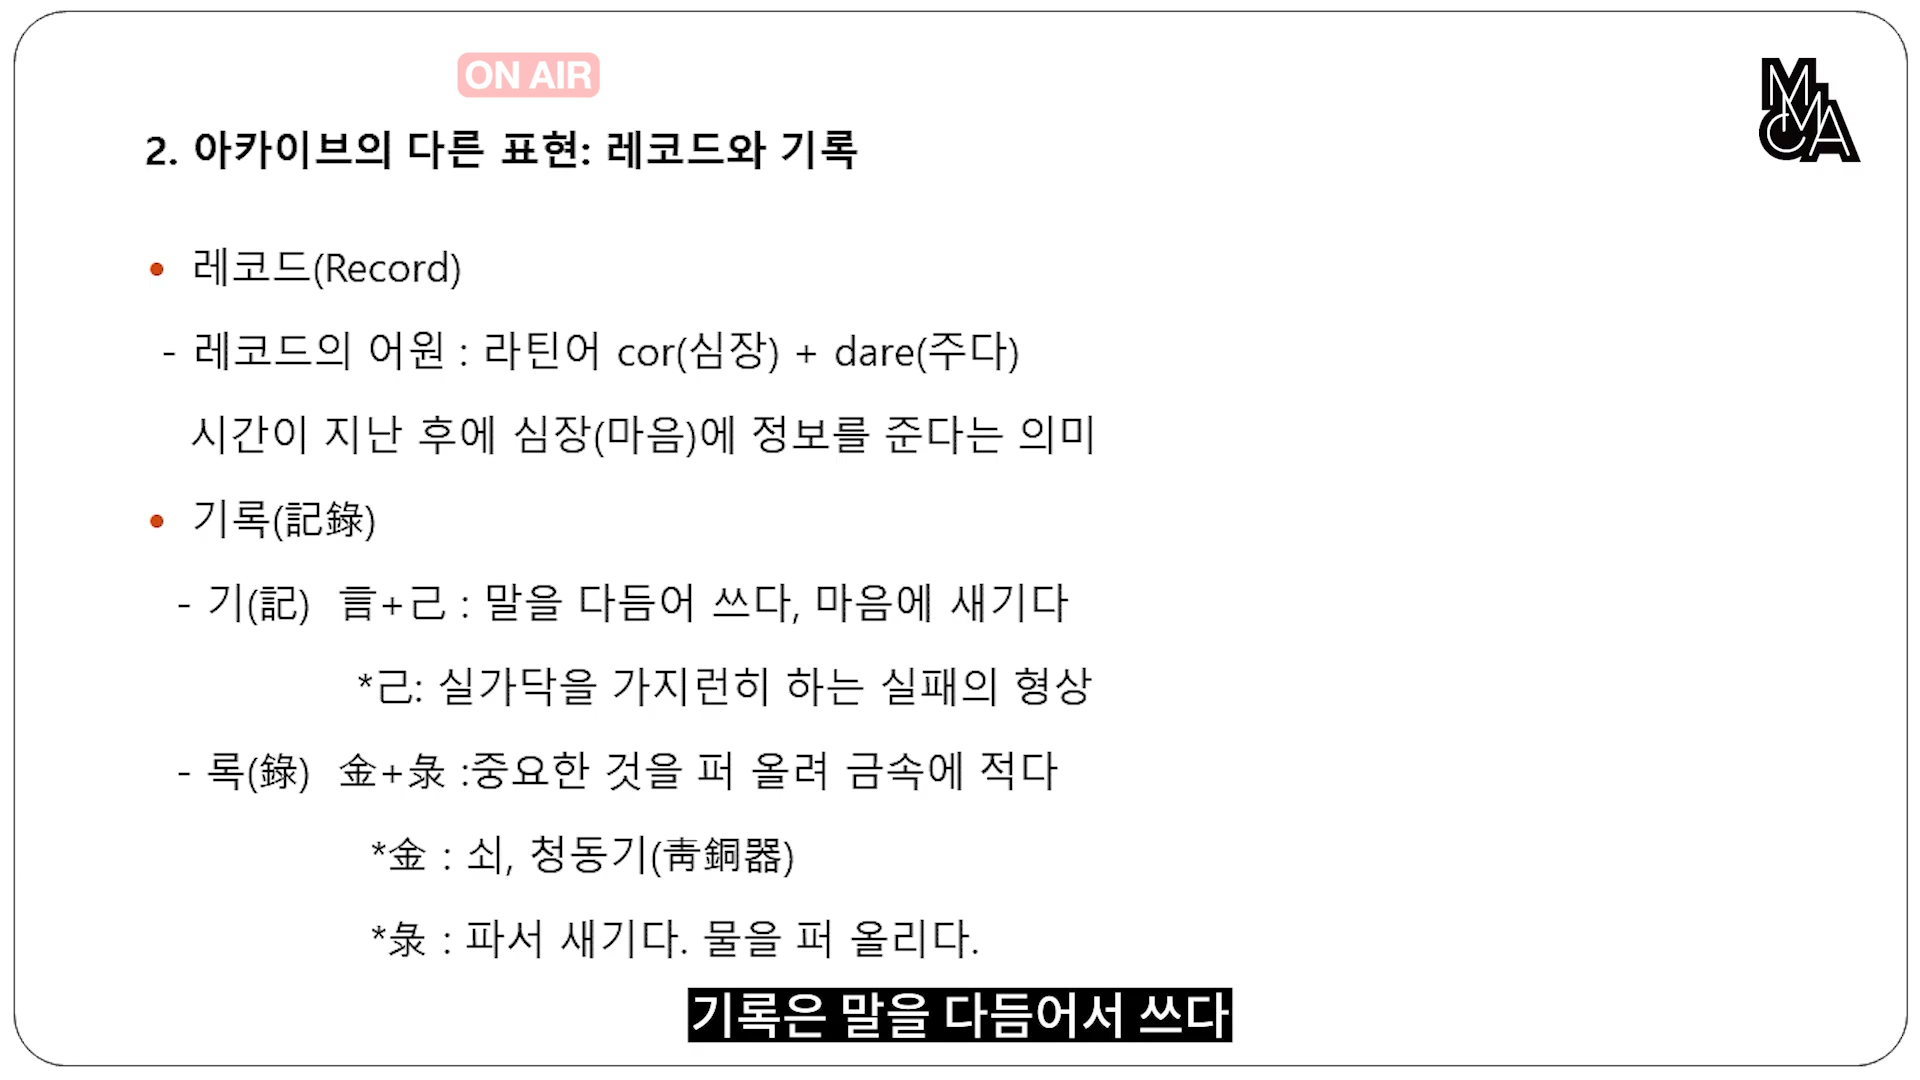 ON AIR
MMCA
2. 아카이브의 다른 표현: 레코드와 기록
• 레코드(Record)
- 레코드의 어원 : 라틴어 cor(심장) + dare(주다)
시간이 지난 후에 심장(마음)에 정보를 준다는 의미
• 기록(記錄)
- 기(記) 言+己 : 말을 다듬어 쓰다, 마음에 새기다
*己: 실가닥을 가지런히 하는 실패의 형상
- 록(錄) 金+彔 :중요한 것을 퍼 올려 금속에 적다
*金 : 쇠, 청동기(靑銅器)
*彔 : 파서 새기다. 물을 퍼 올리다.
기록은 말을 다듬어서 쓰다